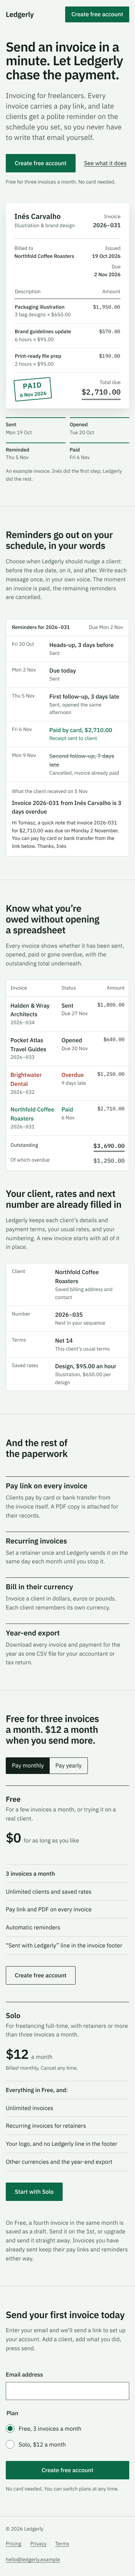 Ledgerly
Create free account
Send an invoice in a
minute. Let Ledgerly
chase the payment.
Invoicing for freelancers. Every
invoice carries a pay link, and late
clients get a polite reminder on the
schedule you set, so you never have
to write that email yourself.
Create free account
See what it does
Free for three invoices a month. No card needed.
Inés Carvalho
Illustration & brand design
Invoice
2026-031
Billed to
Northfold Coffee Roasters
Issued
19 Oct 2026
Due
2 Nov 2026
Description
Amount
Packaging illustration
$1,950.00
3 bag designs × $650.00
Brand guidelines update
$570.00
6 hours × $95.00
Print-ready file prep
$190.00
2 hours × $95.00
PAID
6 Nov 2026
Total due
$2,710.00
Sent
Mon 19 Oct
Opened
Tue 20 Oct
Reminded
Thu 5 Nov
Paid
Fri 6 Nov
An example invoice. Inés did the first step; Ledgerly
did the rest.
Reminders go out on your
schedule, in your words
Choose when Ledgerly should nudge a client:
before the due date, on it, and after it. Write the
message once, in your own voice. The moment
an invoice is paid, the remaining reminders
are cancelled.
Reminders for 2026-031
Due Mon 2 Nov
Fri 30 Oct
Heads-up, 3 days before
Sent
Mon 2 Nov
Due today
Sent
Thu 5 Nov
First follow-up, 3 days late
Sent, opened the same
afternoon
Fri 6 Nov
Paid by card, $2,710.00
Receipt sent to client
Mon 9 Nov
Second follow-up, 7 days
late
Cancelled, invoice already paid
What the client received on 5 Nov
Invoice 2026-031 from Inés Carvalho is 3
days overdue
Hi Tomasz, a quick note that invoice 2026-031
for $2,710.00 was due on Monday 2 November.
You can pay by card or bank transfer from the
link below. Thanks, Inés
Know what you're
owed without opening
a spreadsheet
Every invoice shows whether it has been sent,
opened, paid or gone overdue, with the
outstanding total underneath.
Invoice
Status
Amount
Halden & Wray
Architects
2026-034
Sent
Due 27 Nov
$1,800.00
Pocket Atlas
Travel Guides
2026-033
Opened
Due 20 Nov
$640.00
Brightwater
Dental
2026-032
Overdue
9 days late
$1,250.00
Northfold Coffee
Roasters
2026-031
Paid
6 Nov
$2,710.00
Outstanding
$3,690.00
Of which overdue
$1,250.00
Your client, rates and next
number are already filled in
Ledgerly keeps each client's details and
payment terms, your usual rates, and your
numbering. A new invoice starts with all of it
in place.
Client
Northfold Coffee
Roasters
Saved billing address and
contact
Number
2026-035
Next in your sequence
Terms
Net 14
This client's usual terms
Saved rates
Design, $95.00 an hour
Illustration, $650.00 per
design
And the rest of
the paperwork
Pay link on every invoice
Clients pay by card or bank transfer from
the invoice itself. A PDF copy is attached for
their records.
Recurring invoices
Set a retainer once and Ledgerly sends it on the
same day each month until you stop it.
Bill in their currency
Invoice a client in dollars, euros or pounds.
Each client remembers its own currency.
Year-end export
Download every invoice and payment for the
year as one CSV file for your accountant or
tax return.
Free for three invoices
a month. $12 a month
when you send more.
Pay monthly
Pay yearly
Free
For a few invoices a month, or trying it on a
real client.
$0 for as long as you like
3 invoices a month
Unlimited clients and saved rates
Pay link and PDF on every invoice
Automatic reminders
"Sent with Ledgerly" line in the invoice footer
Create free account
Solo
For freelancing full-time, with retainers or more
than three invoices a month.
$12 a month
Billed monthly. Cancel any time.
Everything in Free, and:
Unlimited invoices
Recurring invoices for retainers
Your logo, and no Ledgerly line in the footer
Other currencies and the year-end export
Start with Solo
On Free, a fourth invoice in the same month is
saved as a draft. Send it on the 1st, or upgrade
and send it straight away. Invoices you have
already sent keep their pay links and reminders
either way.
Send your first invoice today
Enter your email and we'll send a link to set up
your account. Add a client, add what you did,
press send.
Email address
Plan
Free, 3 invoices a month
Solo, $12 a month
Create free account
No card needed. You can switch plans at any time.
© 2026 Ledgerly
Pricing
Privacy
Terms
hello@ledgerly.example